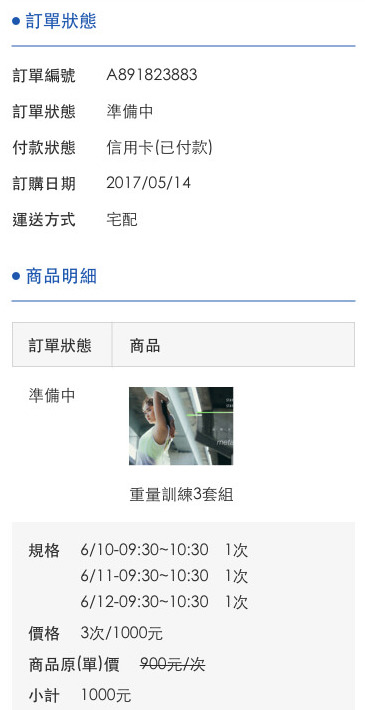 訂單狀態
訂單編號 A891823883
訂單狀態 準備中
付款狀態 信用卡(已付款)
訂購日期 2017/05/14
運送方式 宅配
商品明細
訂單狀態 商品
準備中
重量訓練3套組
規格 6/10-09:30~10:30 1次
6/11-09:30~10:30 1次
6/12-09:30~10:30 1次
價格 3次/1000元
商品原(單)價 900元/次
小計 1000元